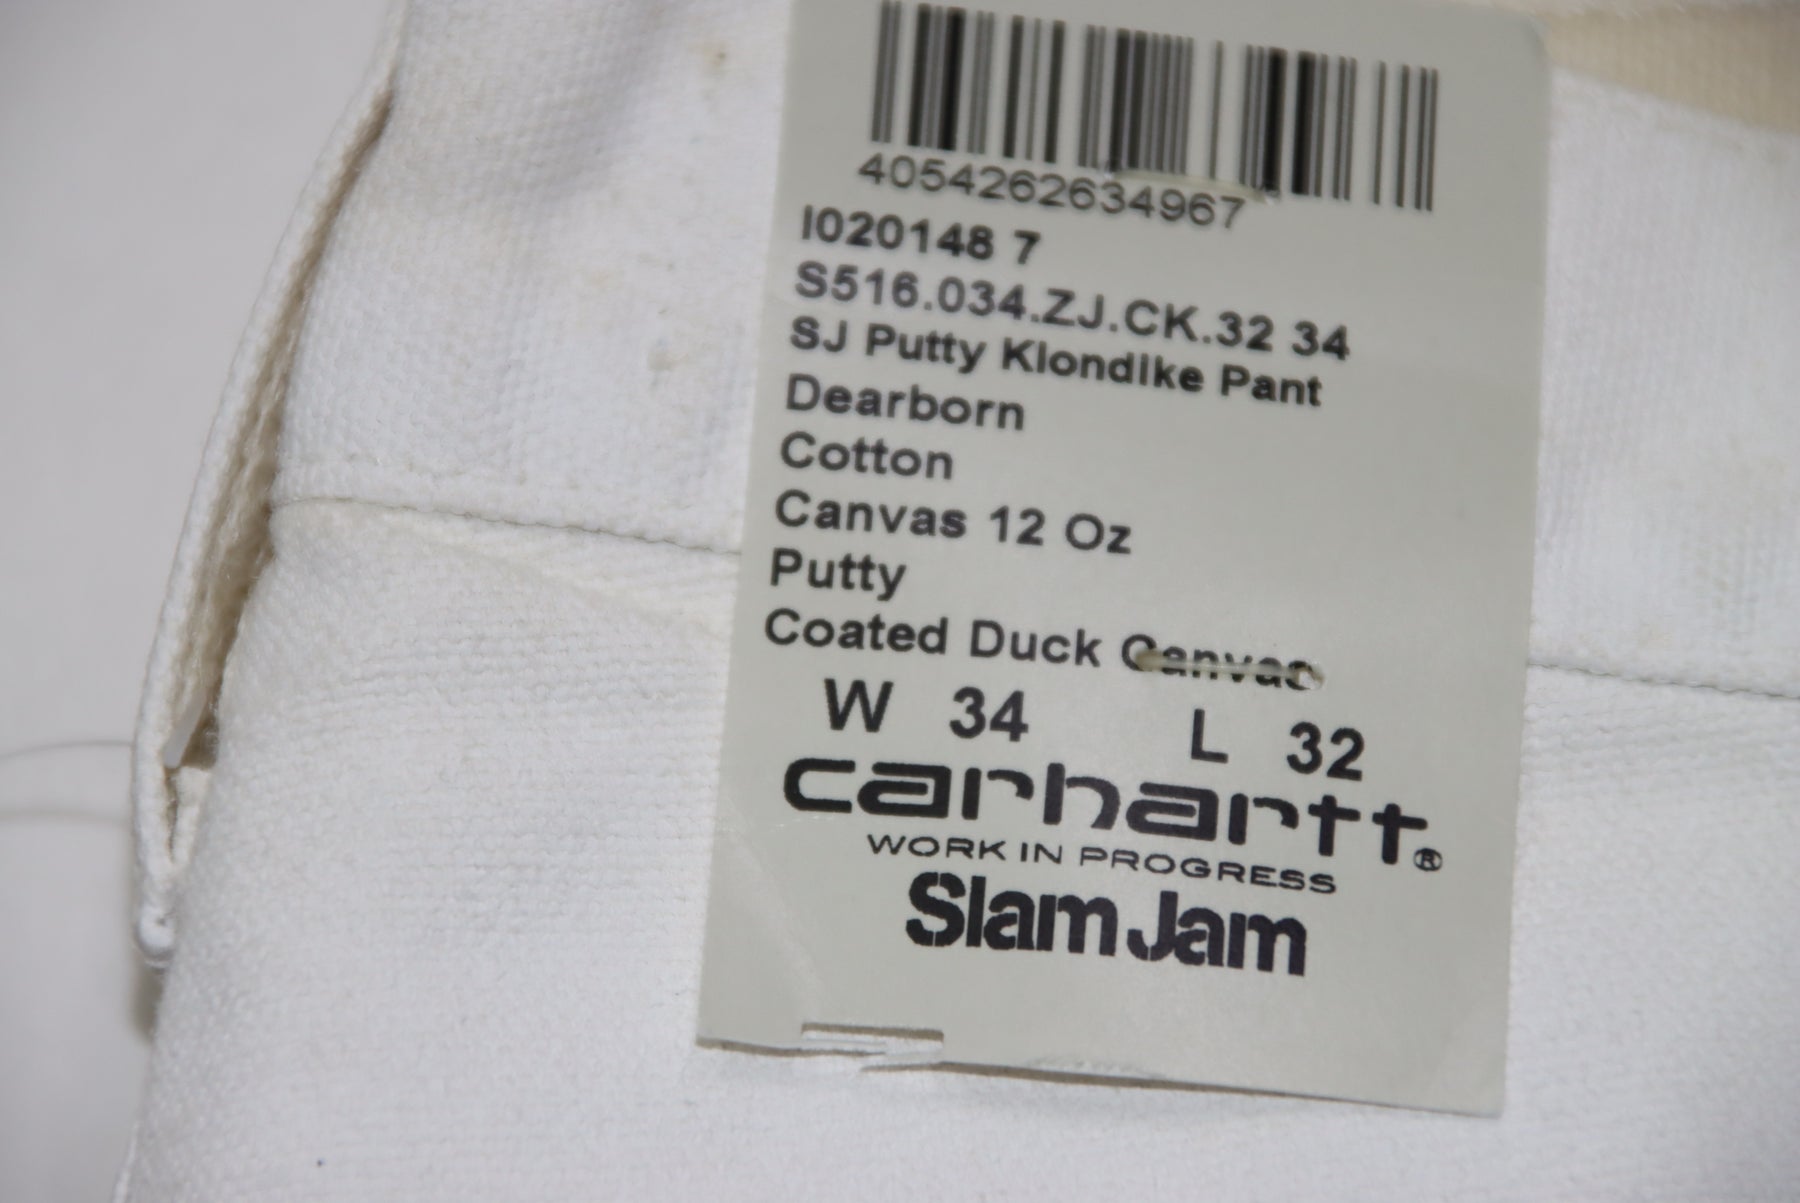 4054262634967
I020148 7
S516.034.ZJ.CK.32 34
SJ Putty Klondike Pant
Dearborn
Cotton
Canvas 12 Oz
Putty
Coated Duck Canvas
W 34 L 32
carhartt®
WORK IN PROGRESS
Slam Jam